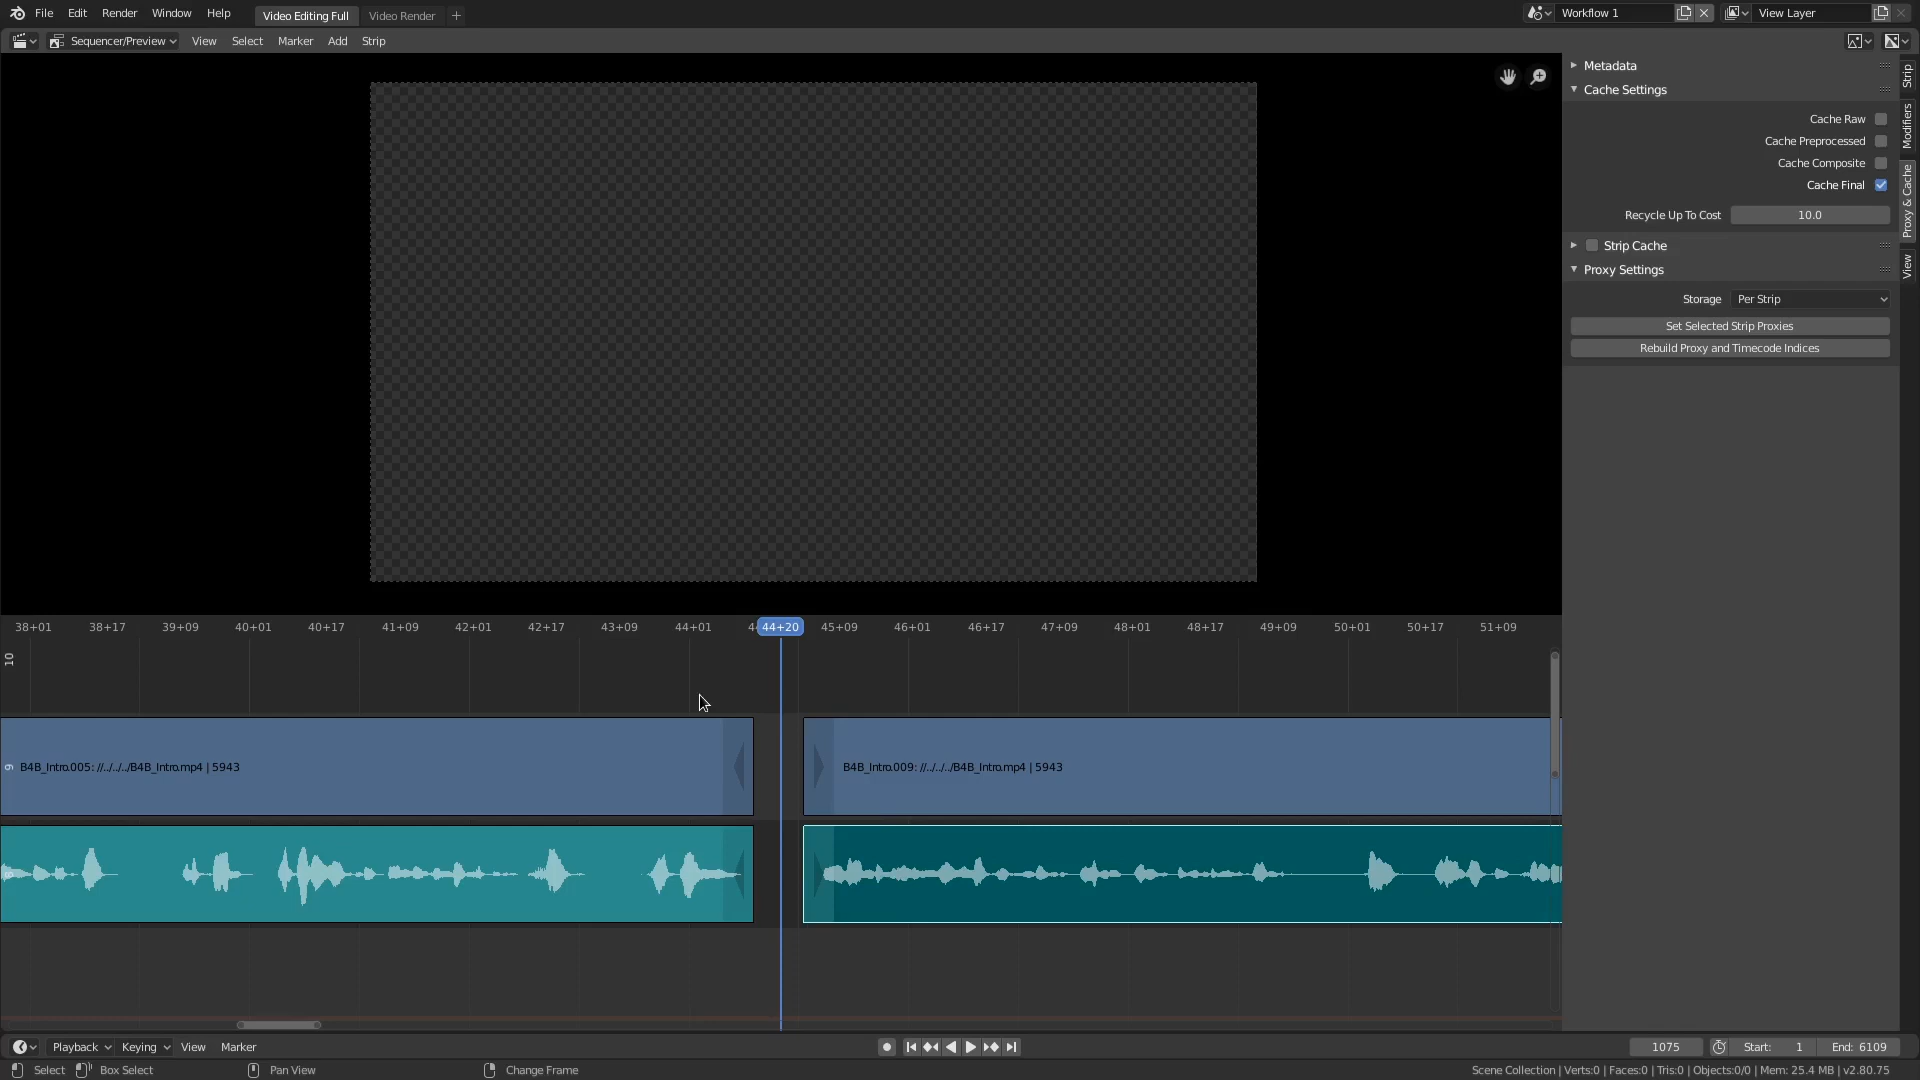 File Edit Render Window Help Video Editing Full Video Render + Workflow 1 View Layer
Sequencer/Preview View Select Marker Add Strip
Metadata
Cache Settings
Cache Raw
Cache Preprocessed
Cache Composite
Cache Final
Recycle Up To Cost 10.0
Strip Cache
Proxy Settings
Storage Per Strip
Set Selected Strip Proxies
Rebuild Proxy and Timecode Indices
Strip
Modifiers
Proxy & Cache
View
38+01 38+17 39+09 40+01 40+17 41+09 42+01 42+17 43+09 44+01 44+20 45+09 46+01 46+17 47+09 48+01 48+17 49+09 50+01 50+17 51+09
10
9 B4B_Intro.005: //../../../B4B_Intro.mp4 | 5943 B4B_Intro.009: //../../../B4B_Intro.mp4 | 5943
Playback Keying View Marker 1075 Start: 1 End: 6109
Select Box Select Pan View Change Frame Scene Collection | Verts:0 | Faces:0 | Tris:0 | Objects:0/0 | Mem: 25.4 MB | v2.80.75